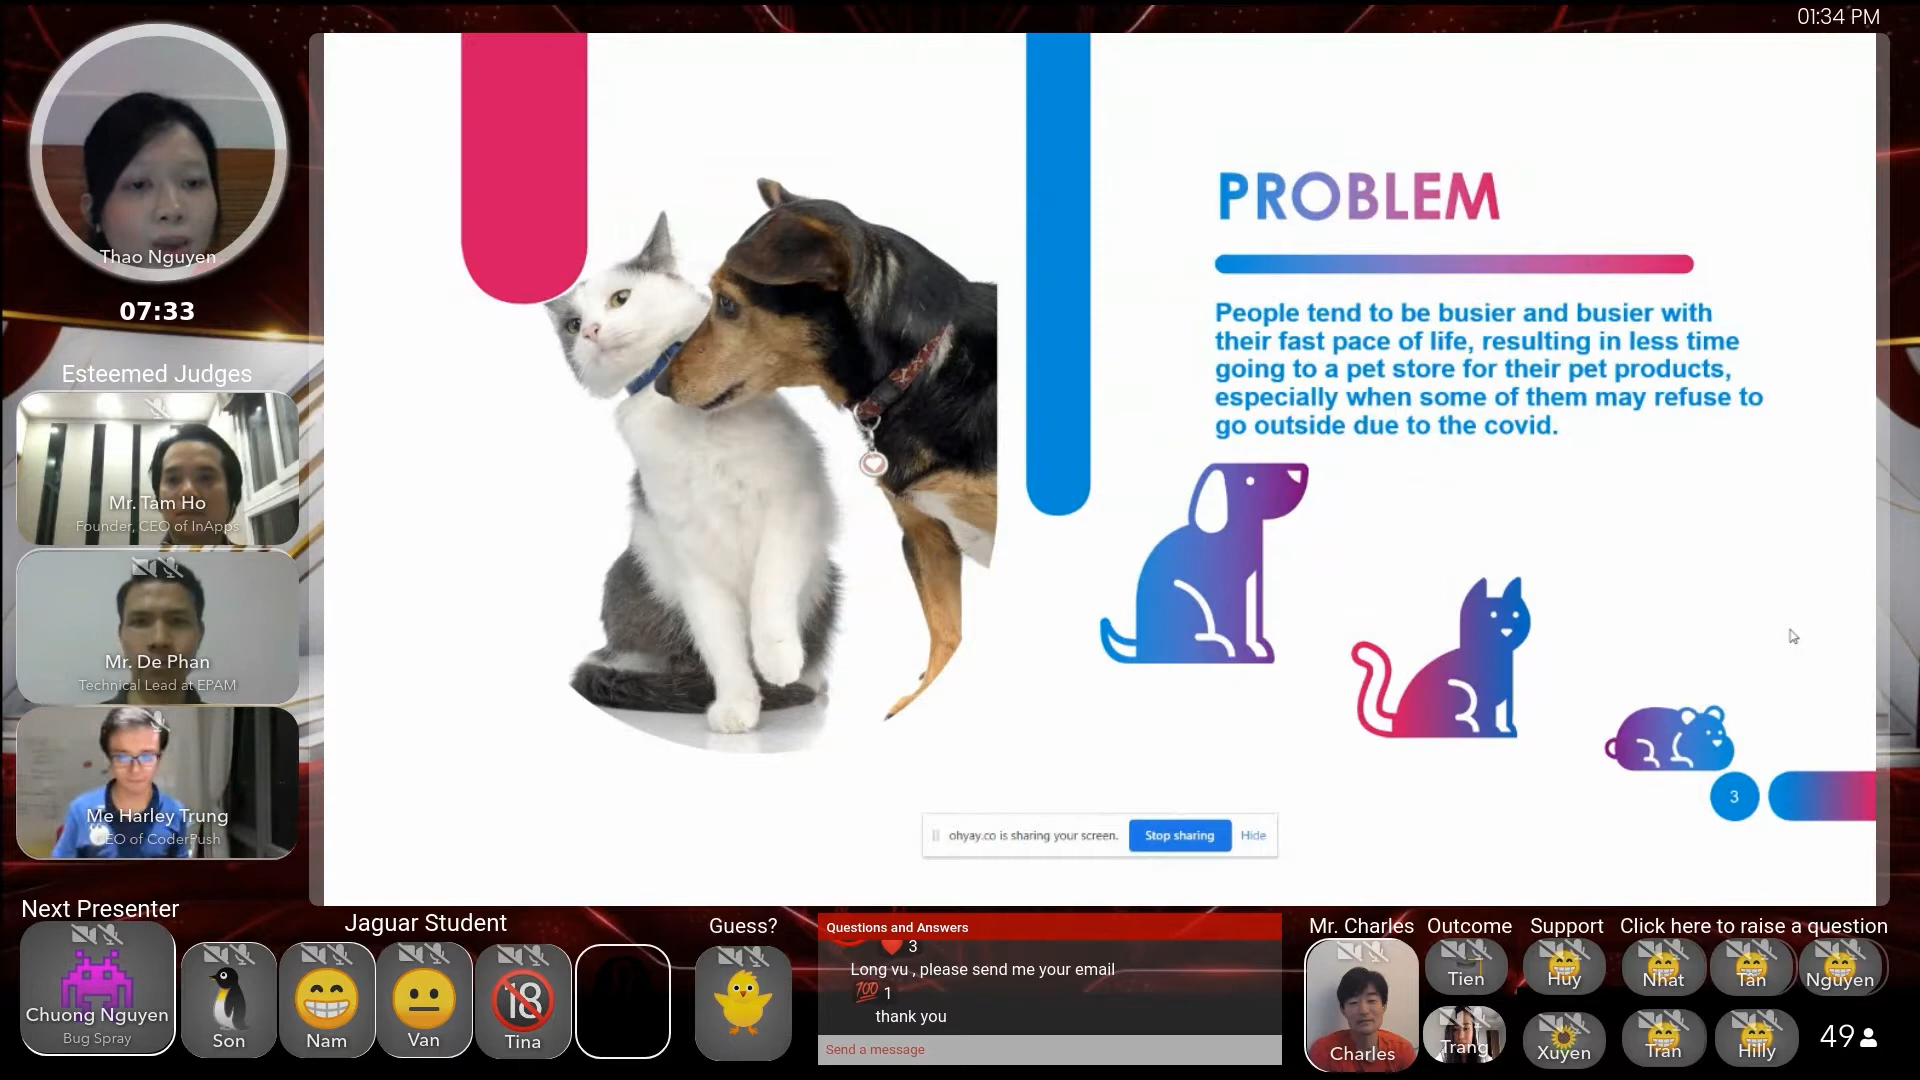 01:34 PM
Thao Nguyen
07:33
Esteemed Judges
Mr. Tam Ho
Founder, CEO of InApps
Mr. De Phan
Technical Lead at EPAM
Me Harley Trung
CEO of CoderPush
PROBLEM
People tend to be busier and busier with
their fast pace of life, resulting in less time
going to a pet store for their pet products,
especially when some of them may refuse to
go outside due to the covid.
3
ohyay.co is sharing your screen. Stop sharing Hide
Next Presenter
Chuong Nguyen
Bug Spray
Jaguar Student
Son
Nam
Van
18
Tina
Guess?
Questions and Answers
3
Long vu , please send me your email
100 1
thank you
Send a message
Mr. Charles
Charles
Outcome
Tien
Trang
Support
Huy
Xuyen
Click here to raise a question
Nhat
Tan
Nguyen
Tran
Hilly
49